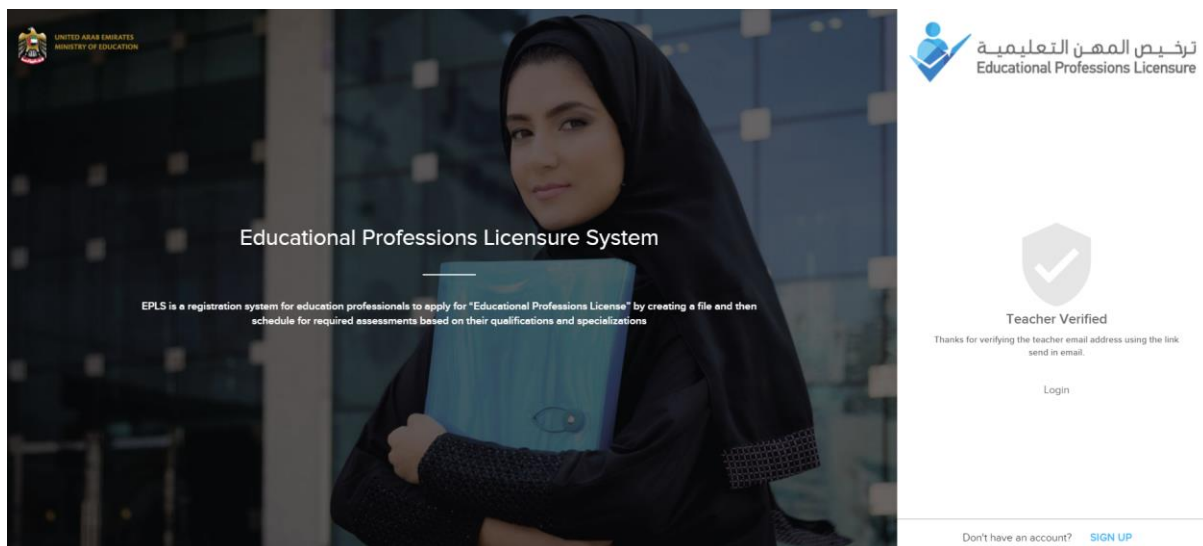 UNITED ARAB EMIRATES
MINISTRY OF EDUCATION
Educational Professions Licensure System
EPLS is a registration system for education professionals to apply for “Educational Professions License” by creating a file and then
schedule for required assessments based on their qualifications and specializations
ترخيص المهن التعليمية
Educational Professions Licensure
Teacher Verified
Thanks for verifying the teacher email address using the link
send in email.
Login
Don't have an account? SIGN UP